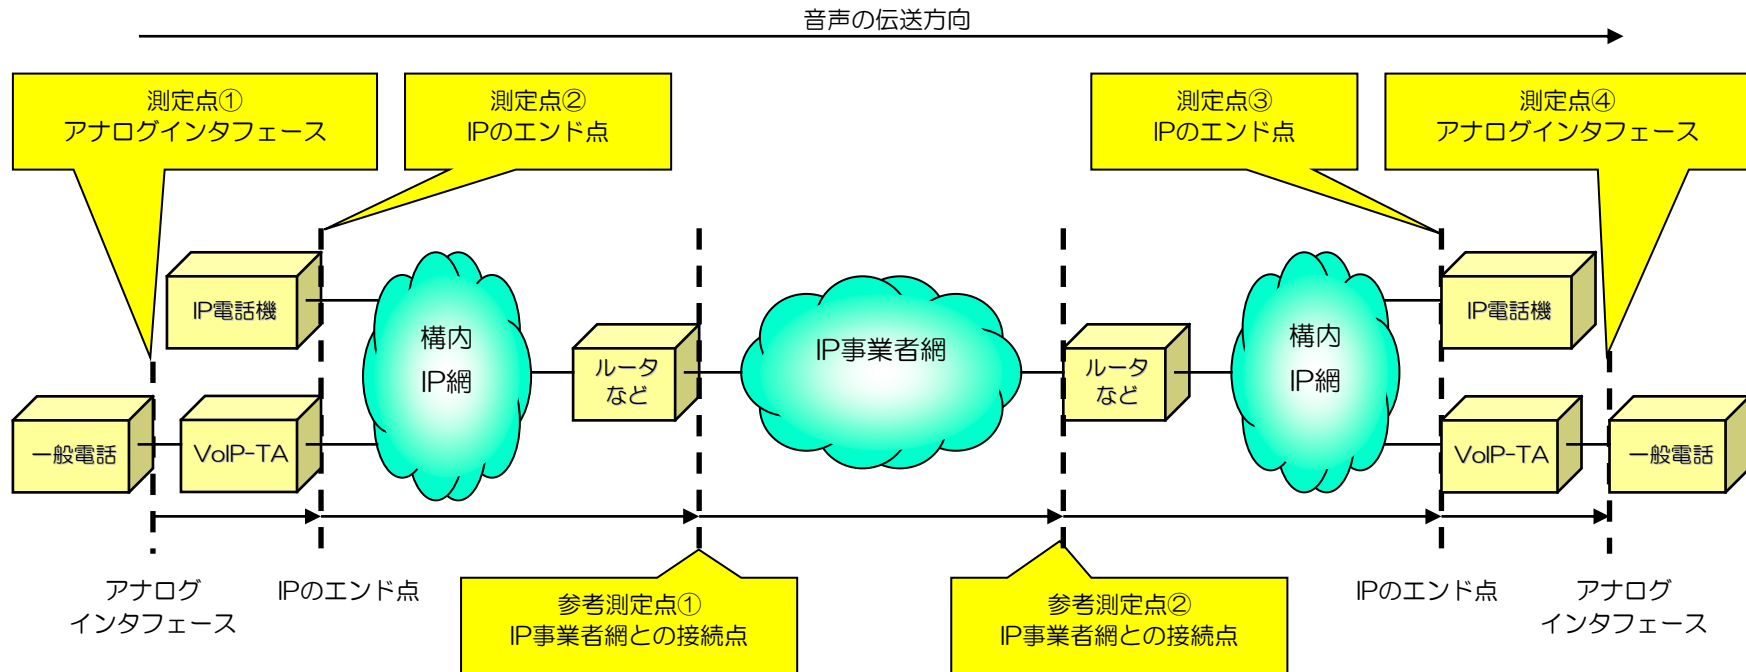 音声の伝送方向
測定点①
アナログインタフェース
測定点②
IPのエンド点
測定点③
IPのエンド点
測定点④
アナログインタフェース
IP電話機
一般電話
VoIP-TA
構内
IP網
ルータ
など
IP事業者網
ルータ
など
構内
IP網
IP電話機
VoIP-TA
一般電話
アナログ
インタフェース
IPのエンド点
参考測定点①
IP事業者網との接続点
参考測定点②
IP事業者網との接続点
IPのエンド点
アナログ
インタフェース